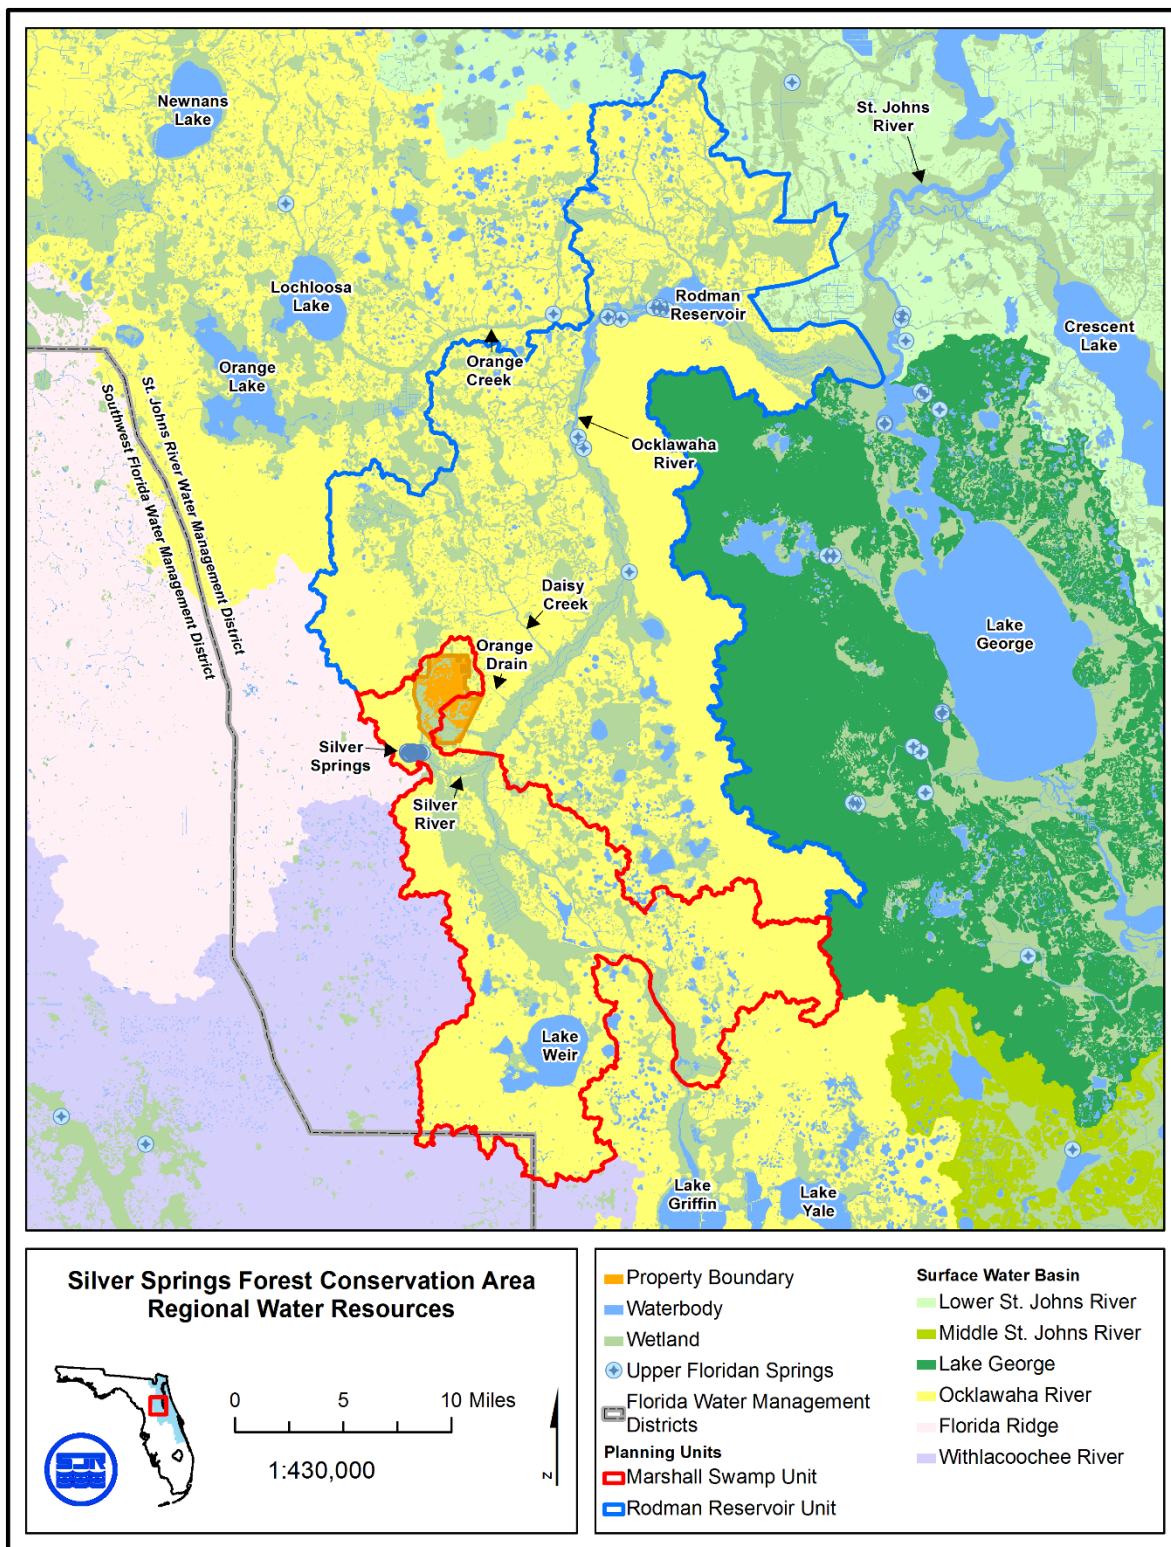 Newnans
Lake
St. Johns
River
Lochloosa
Lake
Rodman
Reservoir
Crescent
Lake
Orange
Lake
Orange
Creek
St. Johns River Water Management District
Southwest Florida Water Management District
Ocklawaha
River
Daisy
Creek
Lake
George
Orange
Drain
Silver
Springs
Silver
River
Lake
Weir
Lake
Griffin
Lake
Yale
Silver Springs Forest Conservation Area
Regional Water Resources
0 5 10 Miles
1:430,000
SJR
N
Property Boundary
Waterbody
Wetland
Upper Floridan Springs
Florida Water Management
Districts
Planning Units
Marshall Swamp Unit
Rodman Reservoir Unit
Surface Water Basin
Lower St. Johns River
Middle St. Johns River
Lake George
Ocklawaha River
Florida Ridge
Withlacoochee River